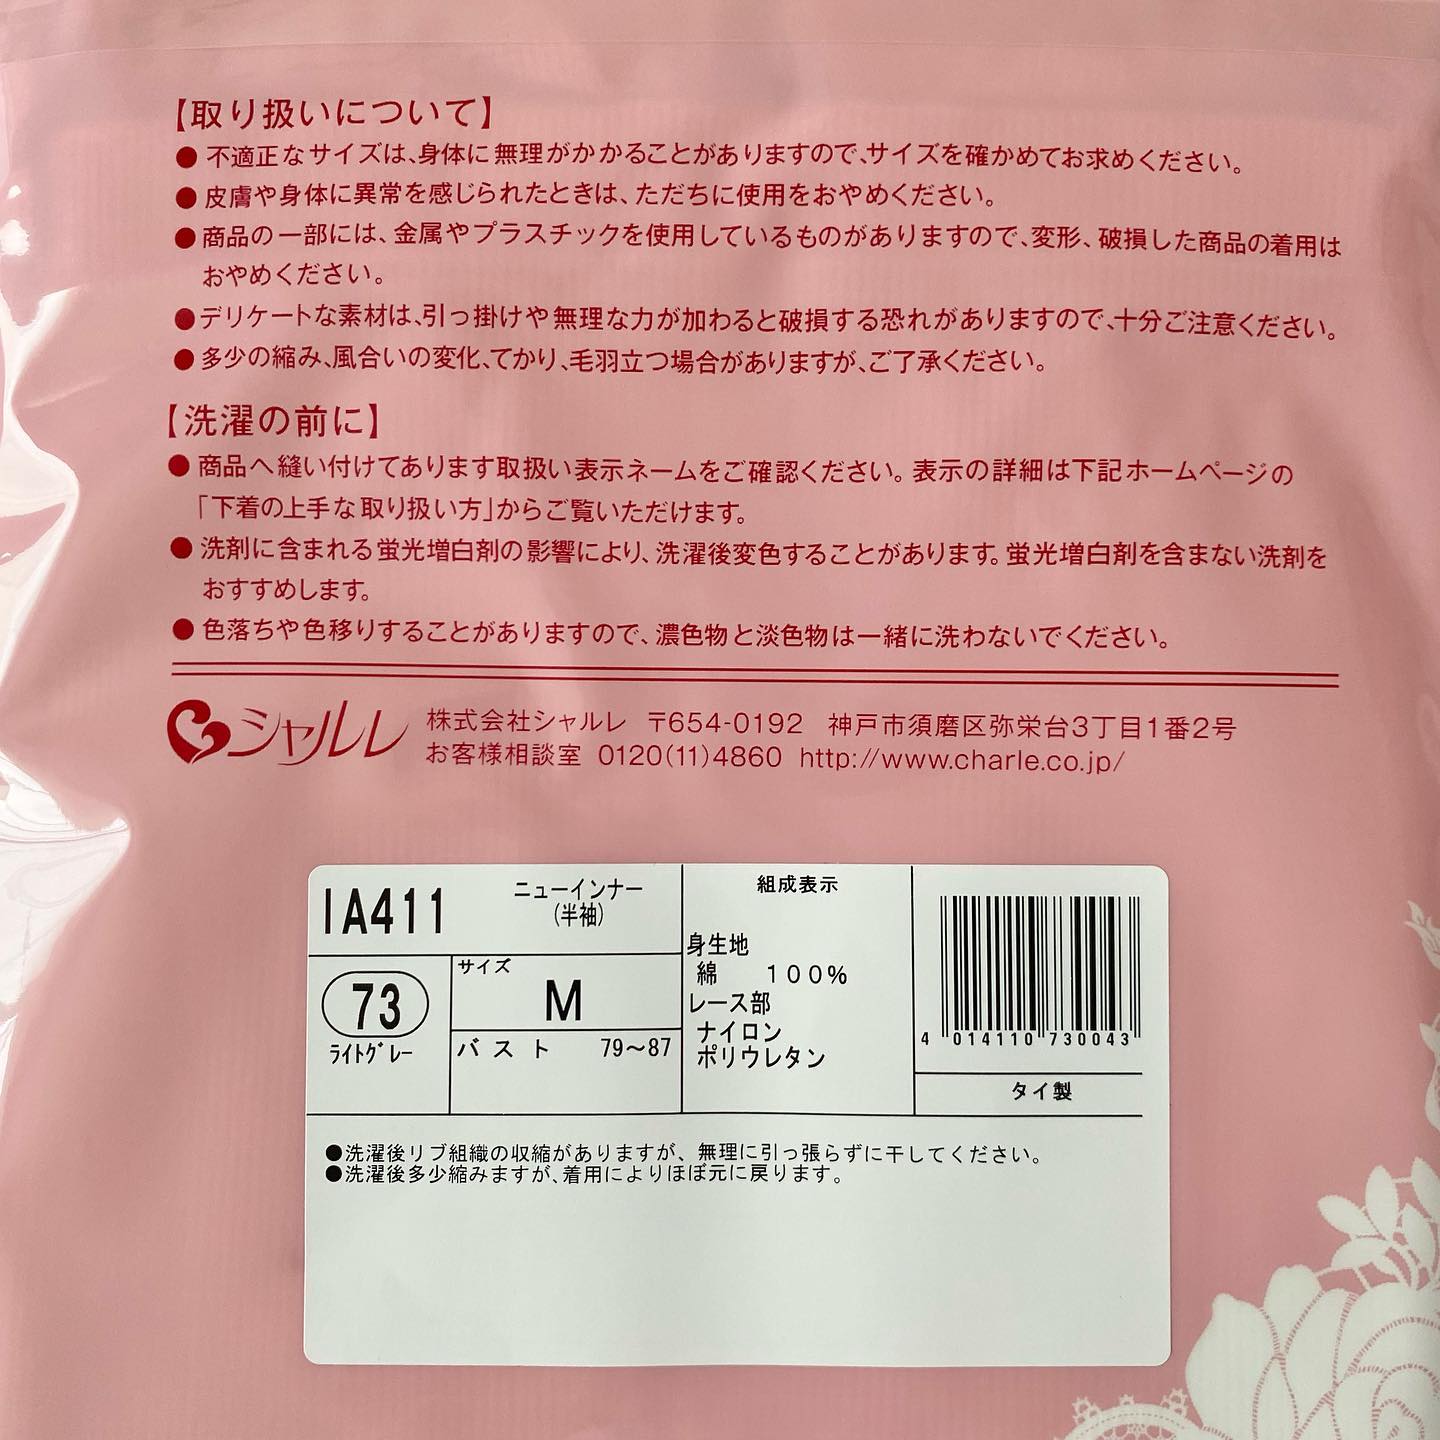 【取り扱いについて】
●不適正なサイズは、身体に無理がかかることがありますので、サイズを確かめてお求めください。
●皮膚や身体に異常を感じられたときは、ただちに使用をおやめください。
●商品の一部には、金属やプラスチックを使用しているものがありますので、変形、破損した商品の着用は
おやめください。
●デリケートな素材は、引っ掛けや無理な力が加わると破損する恐れがありますので、十分ご注意ください。
●多少の縮み、風合いの変化、てかり、毛羽立つ場合がありますが、ご了承ください。
【洗濯の前に】
●商品へ縫い付けてあります取扱い表示ネームをご確認ください。表示の詳細は下記ホームページの
「下着の上手な取り扱い方」からご覧いただけます。
●洗剤に含まれる蛍光増白剤の影響により、洗濯後変色することがあります。蛍光増白剤を含まない洗剤を
おすすめします。
●色落ちや色移りすることがありますので、濃色物と淡色物は一緒に洗わないでください。
シャルレ 株式会社シャルレ 〒654-0192 神戸市須磨区弥栄台3丁目1番2号
お客様相談室 0120(11)4860 http://www.charle.co.jp/
IA411
ニューインナー
(半袖)
73
ライトグレー
サイズ
M
バスト 79〜87
組成表示
身生地
綿 100%
レース部
ナイロン
ポリウレタン
4 014110 730043
タイ製
●洗濯後リブ組織の収縮がありますが、無理に引っ張らずに干してください。
●洗濯後多少縮みますが、着用によりほぼ元に戻ります。